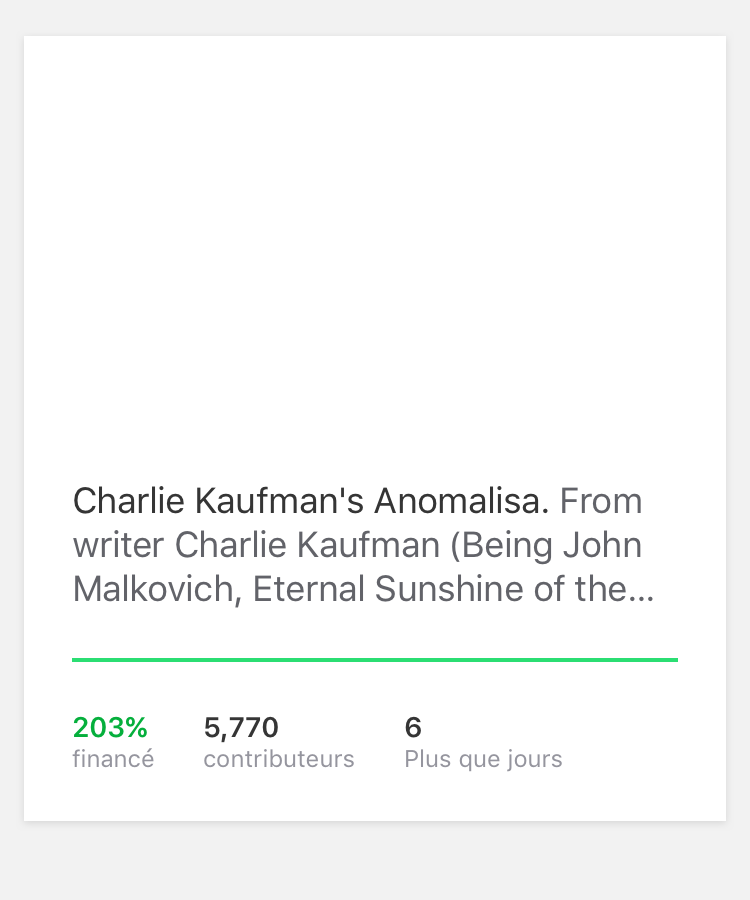 Charlie Kaufman's Anomalisa. From
writer Charlie Kaufman (Being John
Malkovich, Eternal Sunshine of the...
203% 5,770 6
financé contributeurs Plus que jours